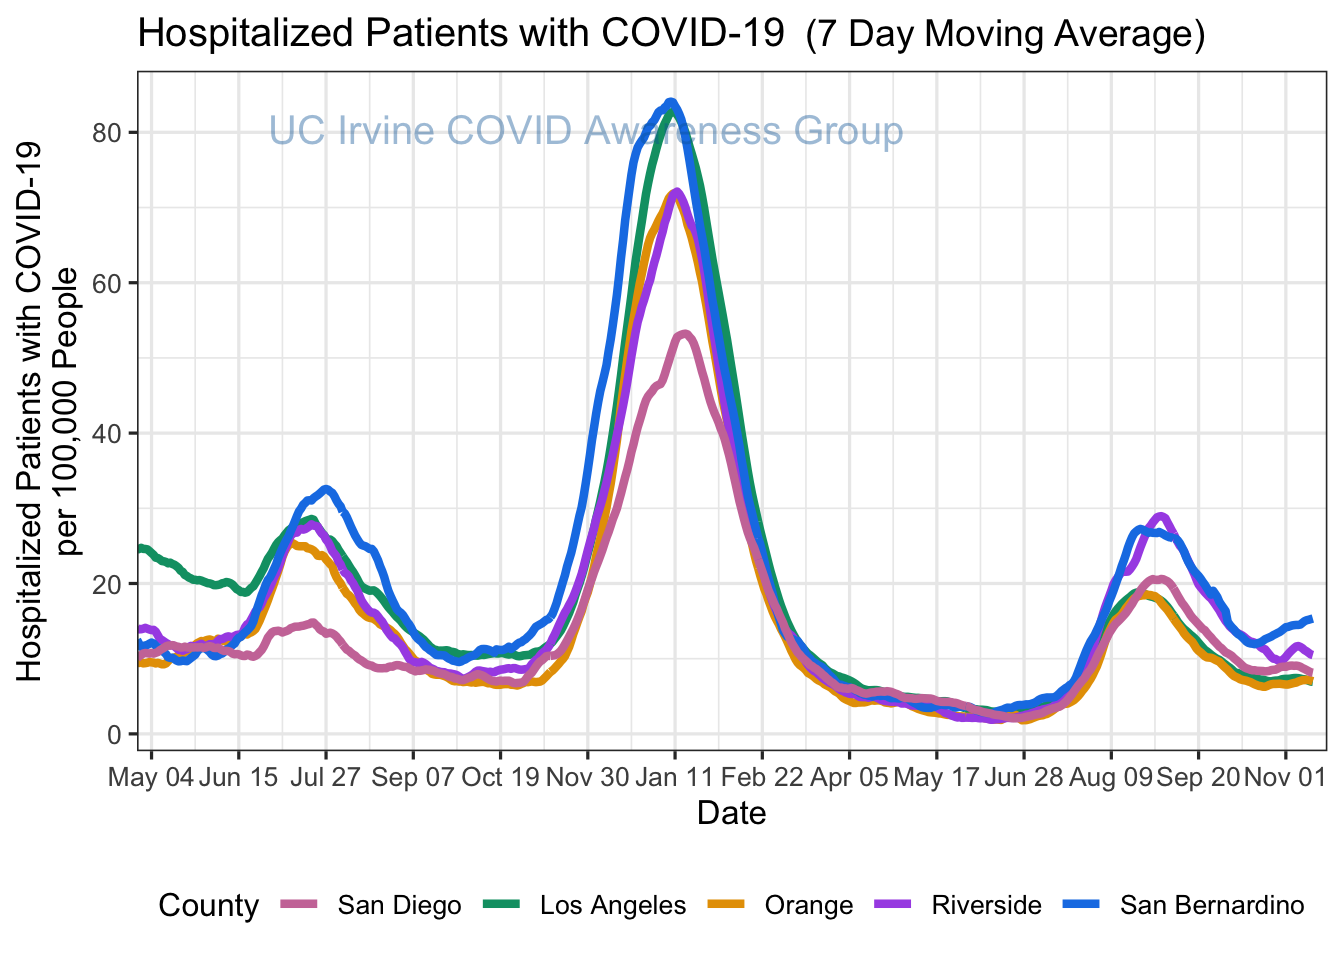 Hospitalized Patients with COVID-19  (7 Day Moving Average)
UC Irvine COVID Awareness Group
Hospitalized Patients with COVID-19
per 100,000 People
80
60
40
20
0
May 04 Jun 15 Jul 27 Sep 07 Oct 19 Nov 30 Jan 11 Feb 22 Apr 05 May 17 Jun 28 Aug 09 Sep 20 Nov 01
Date
County San Diego Los Angeles Orange Riverside San Bernardino